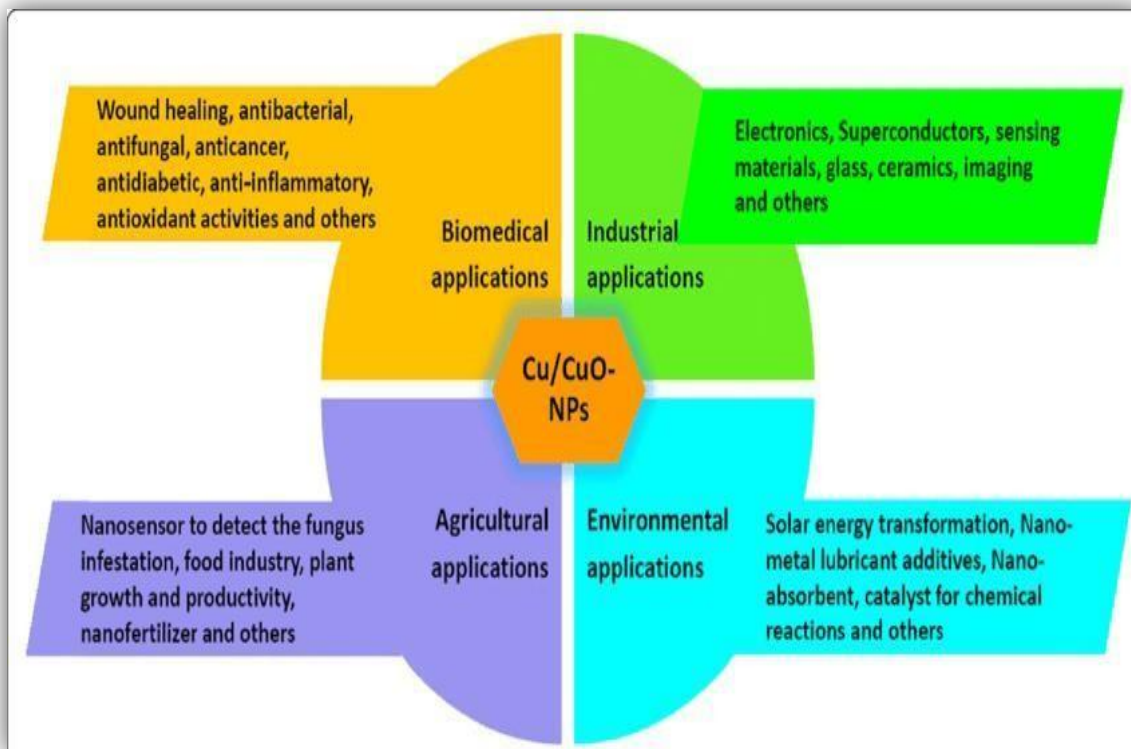 Wound healing, antibacterial,
antifungal, anticancer,
antidiabetic, anti-inflammatory,
antioxidant activities and others
Biomedical
applications
Electronics, Superconductors, sensing
materials, glass, ceramics, imaging
and others
Industrial
applications
Cu/CuO-
NPs
Nanosensor to detect the fungus
infestation, food industry, plant
growth and productivity,
nanofertilizer and others
Agricultural
applications
Environmental
applications
Solar energy transformation, Nano-
metal lubricant additives, Nano-
absorbent, catalyst for chemical
reactions and others